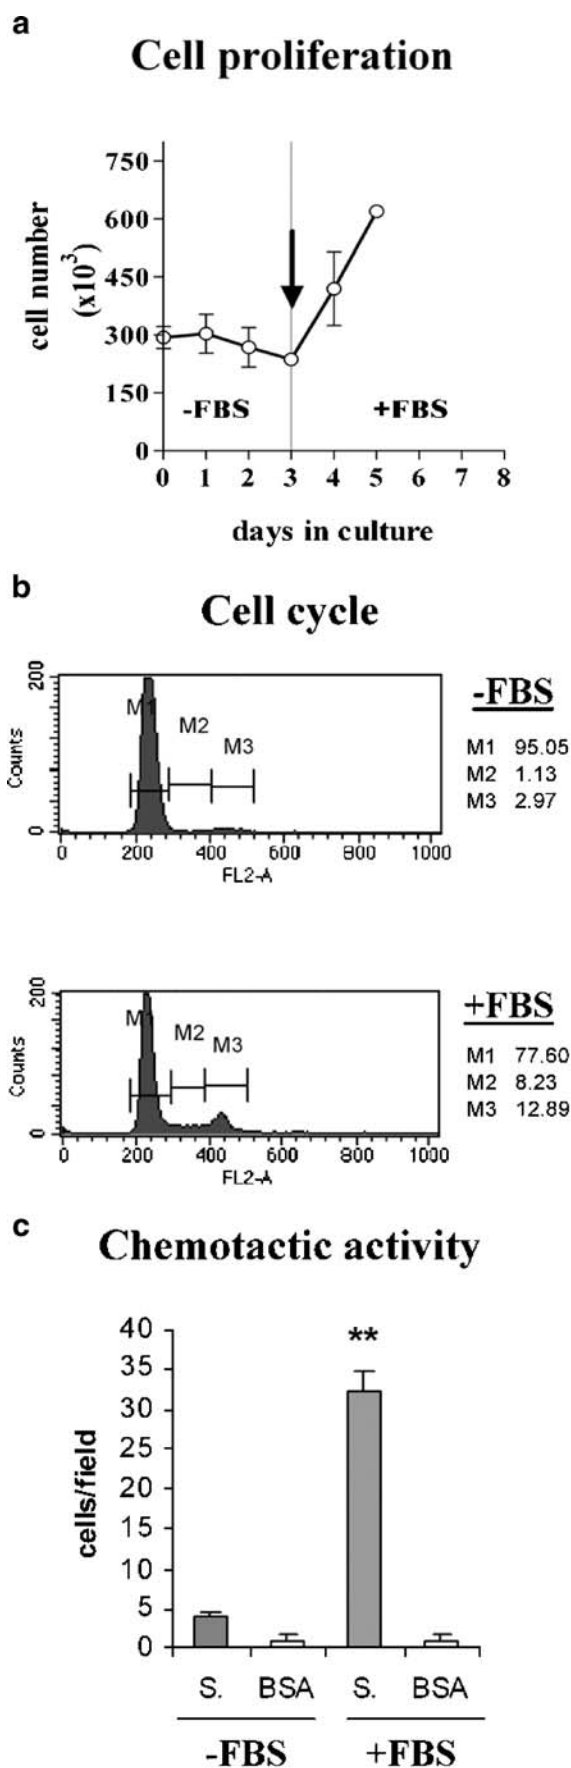 a
Cell proliferation
750
600
450
300
150
0
cell number
(x10³)
-FBS
+FBS
0 1 2 3 4 5 6 7 8
days in culture
b
Cell cycle
200
0
Counts
M1
M2
M3
0 200 400 600 800 1000
FL2-A
-FBS
M1 95.05
M2 1.13
M3 2.97
200
0
Counts
M
M2
M3
0 200 400 600 800 1000
FL2-A
+FBS
M1 77.60
M2 8.23
M3 12.89
c
Chemotactic activity
40
35
30
25
20
15
10
5
0
cells/field
**
S. BSA S. BSA
-FBS +FBS